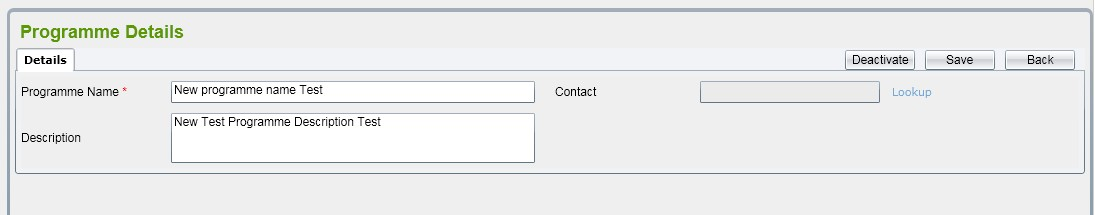 Programme Details
Details
Deactivate Save Back
Programme Name * New programme name Test Contact Lookup
Description New Test Programme Description Test